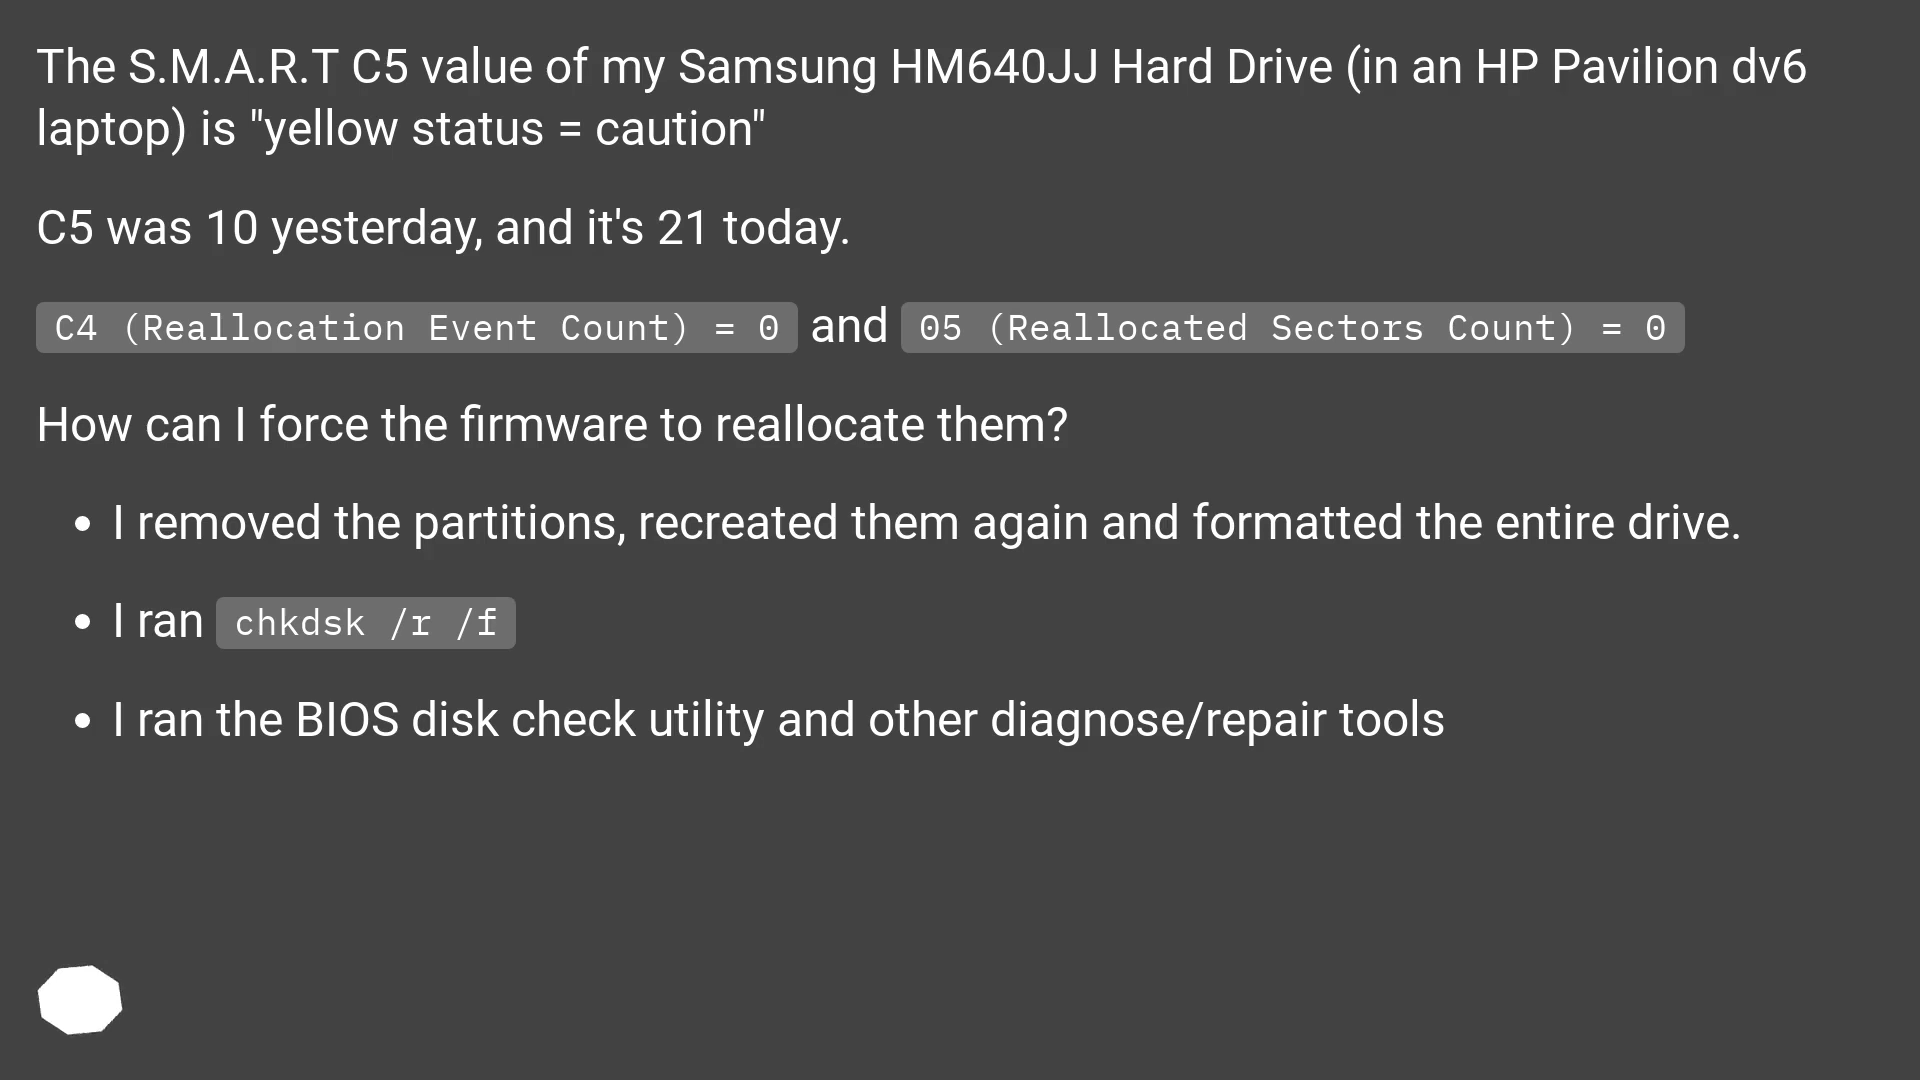 The S.M.A.R.T C5 value of my Samsung HM640JJ Hard Drive (in an HP Pavilion dv6
laptop) is "yellow status = caution"
C5 was 10 yesterday, and it's 21 today.
C4 (Reallocation Event Count) = 0 and 05 (Reallocated Sectors Count) = 0
How can I force the firmware to reallocate them?
• I removed the partitions, recreated them again and formatted the entire drive.
• I ran chkdsk /r /f
• I ran the BIOS disk check utility and other diagnose/repair tools